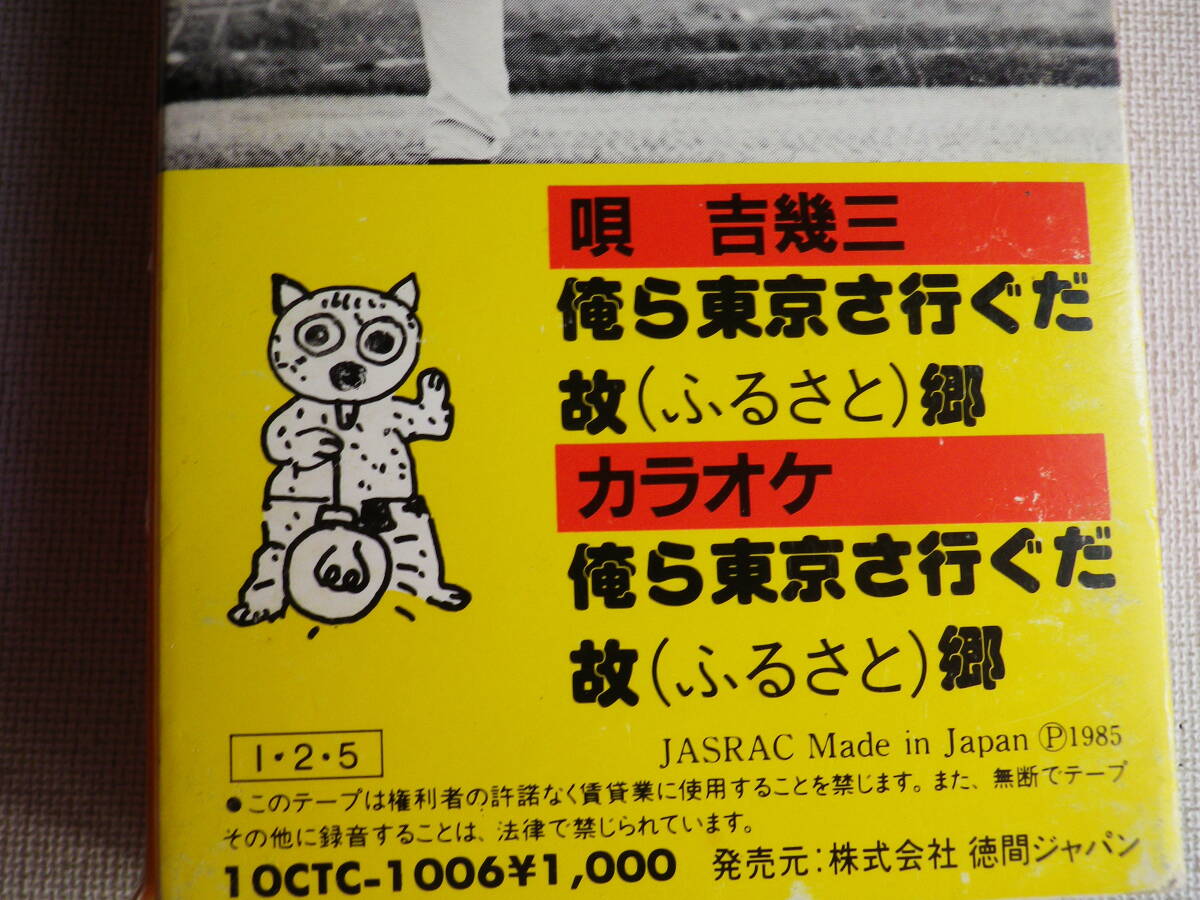 唄 吉幾三
俺ら東京さ行ぐだ
故(ふるさと)郷
カラオケ
俺ら東京さ行ぐだ
故(ふるさと)郷
1・2・5
JASRAC Made in Japan Ⓟ1985
●このテープは権利者の許諾なく賃貸業に使用することを禁じます。また、無断でテープ
その他に録音することは、法律で禁じられています。
10CTC-1006¥1,000
発売元:株式会社 徳間ジャパン